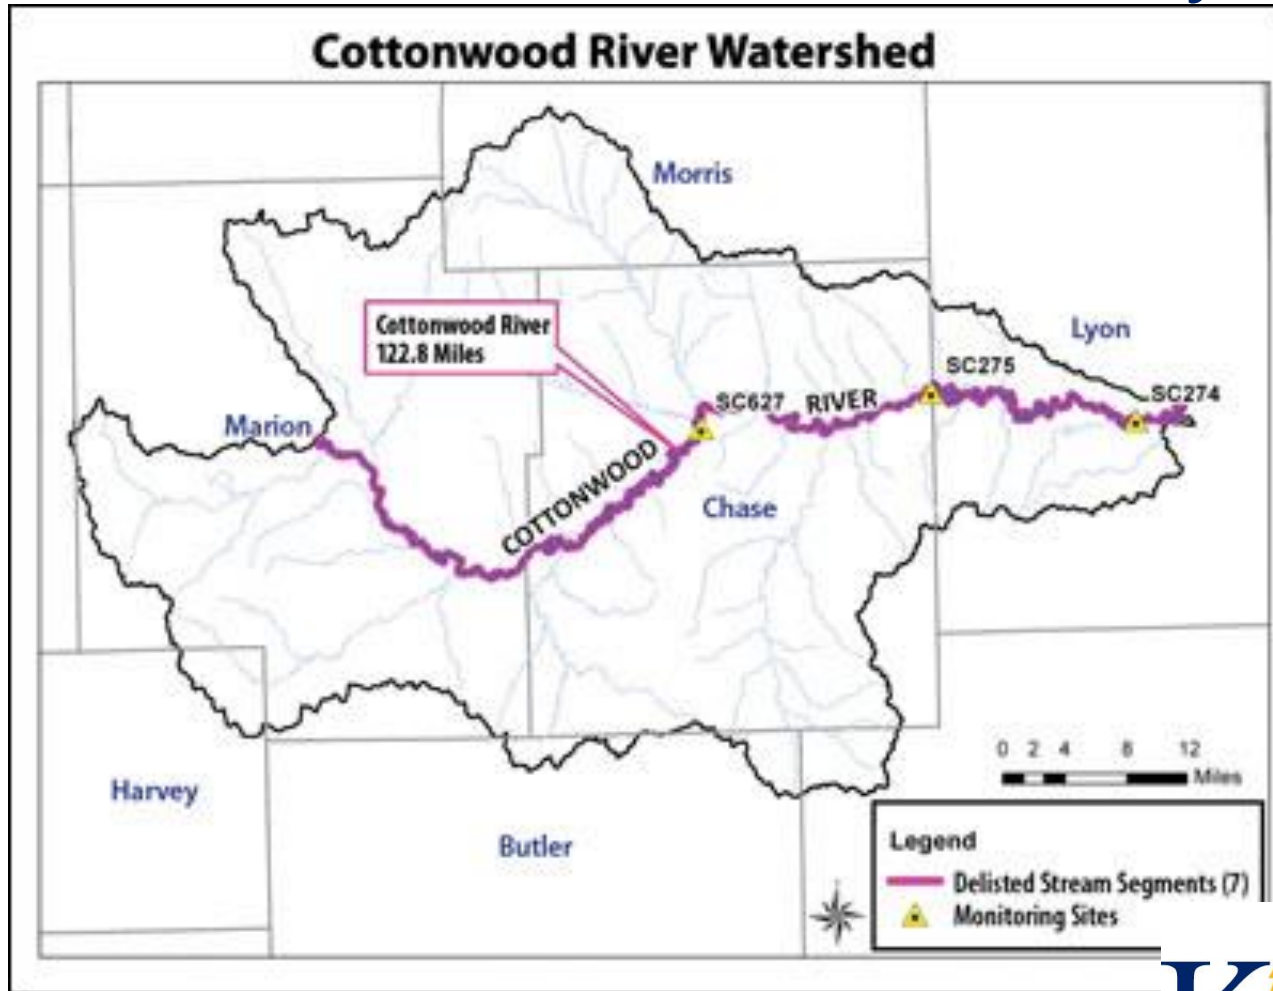 Cottonwood River Watershed
Morris
Lyon
Cottonwood River
122.8 Miles
SC275
SC627
RIVER
SC274
Marion
COTTONWOOD
Chase
0 2 4 8 12
Miles
Harvey
Butler
Legend
Delisted Stream Segments (7)
Monitoring Sites